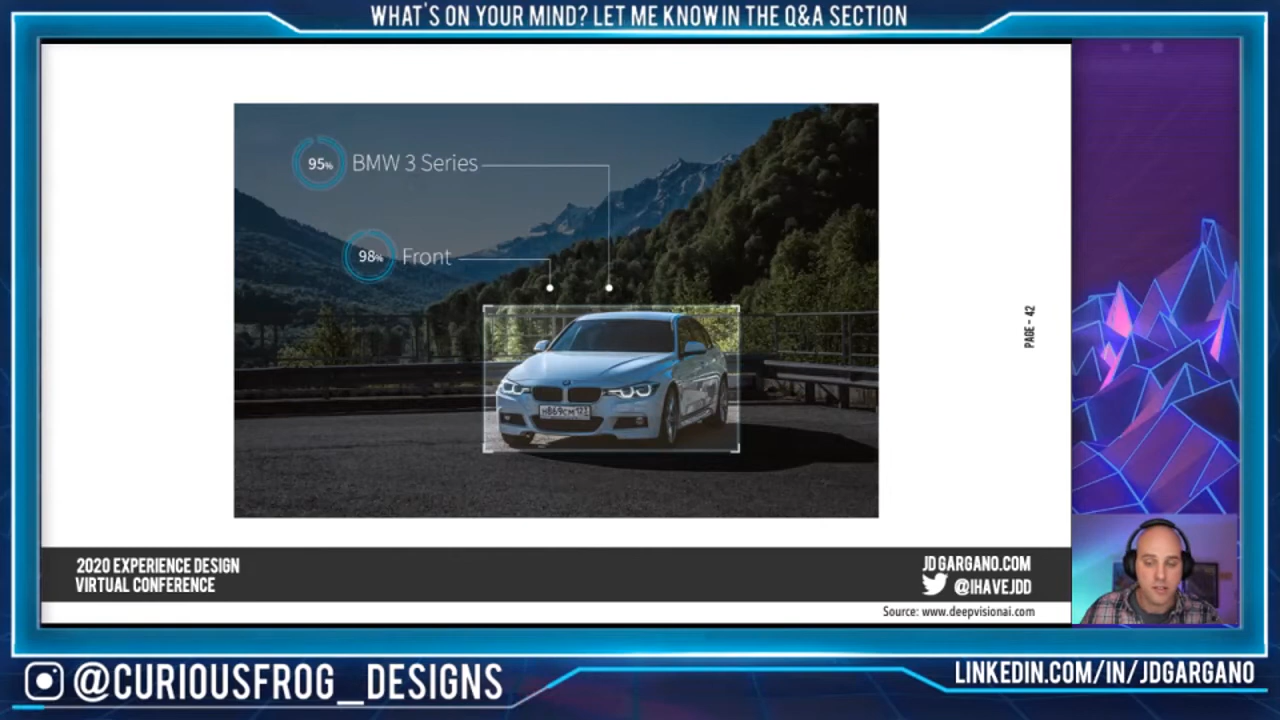 WHAT'S ON YOUR MIND? LET ME KNOW IN THE Q&A SECTION
95% BMW 3 Series
98% Front
н869см123
PAGE - 42
2020 EXPERIENCE DESIGN
VIRTUAL CONFERENCE
JDGARGANO.COM
@IHAVEJDD
Source: www.deepvisionai.com
@CURIOUSFROG_DESIGNS
LINKEDIN.COM/IN/JDGARGANO